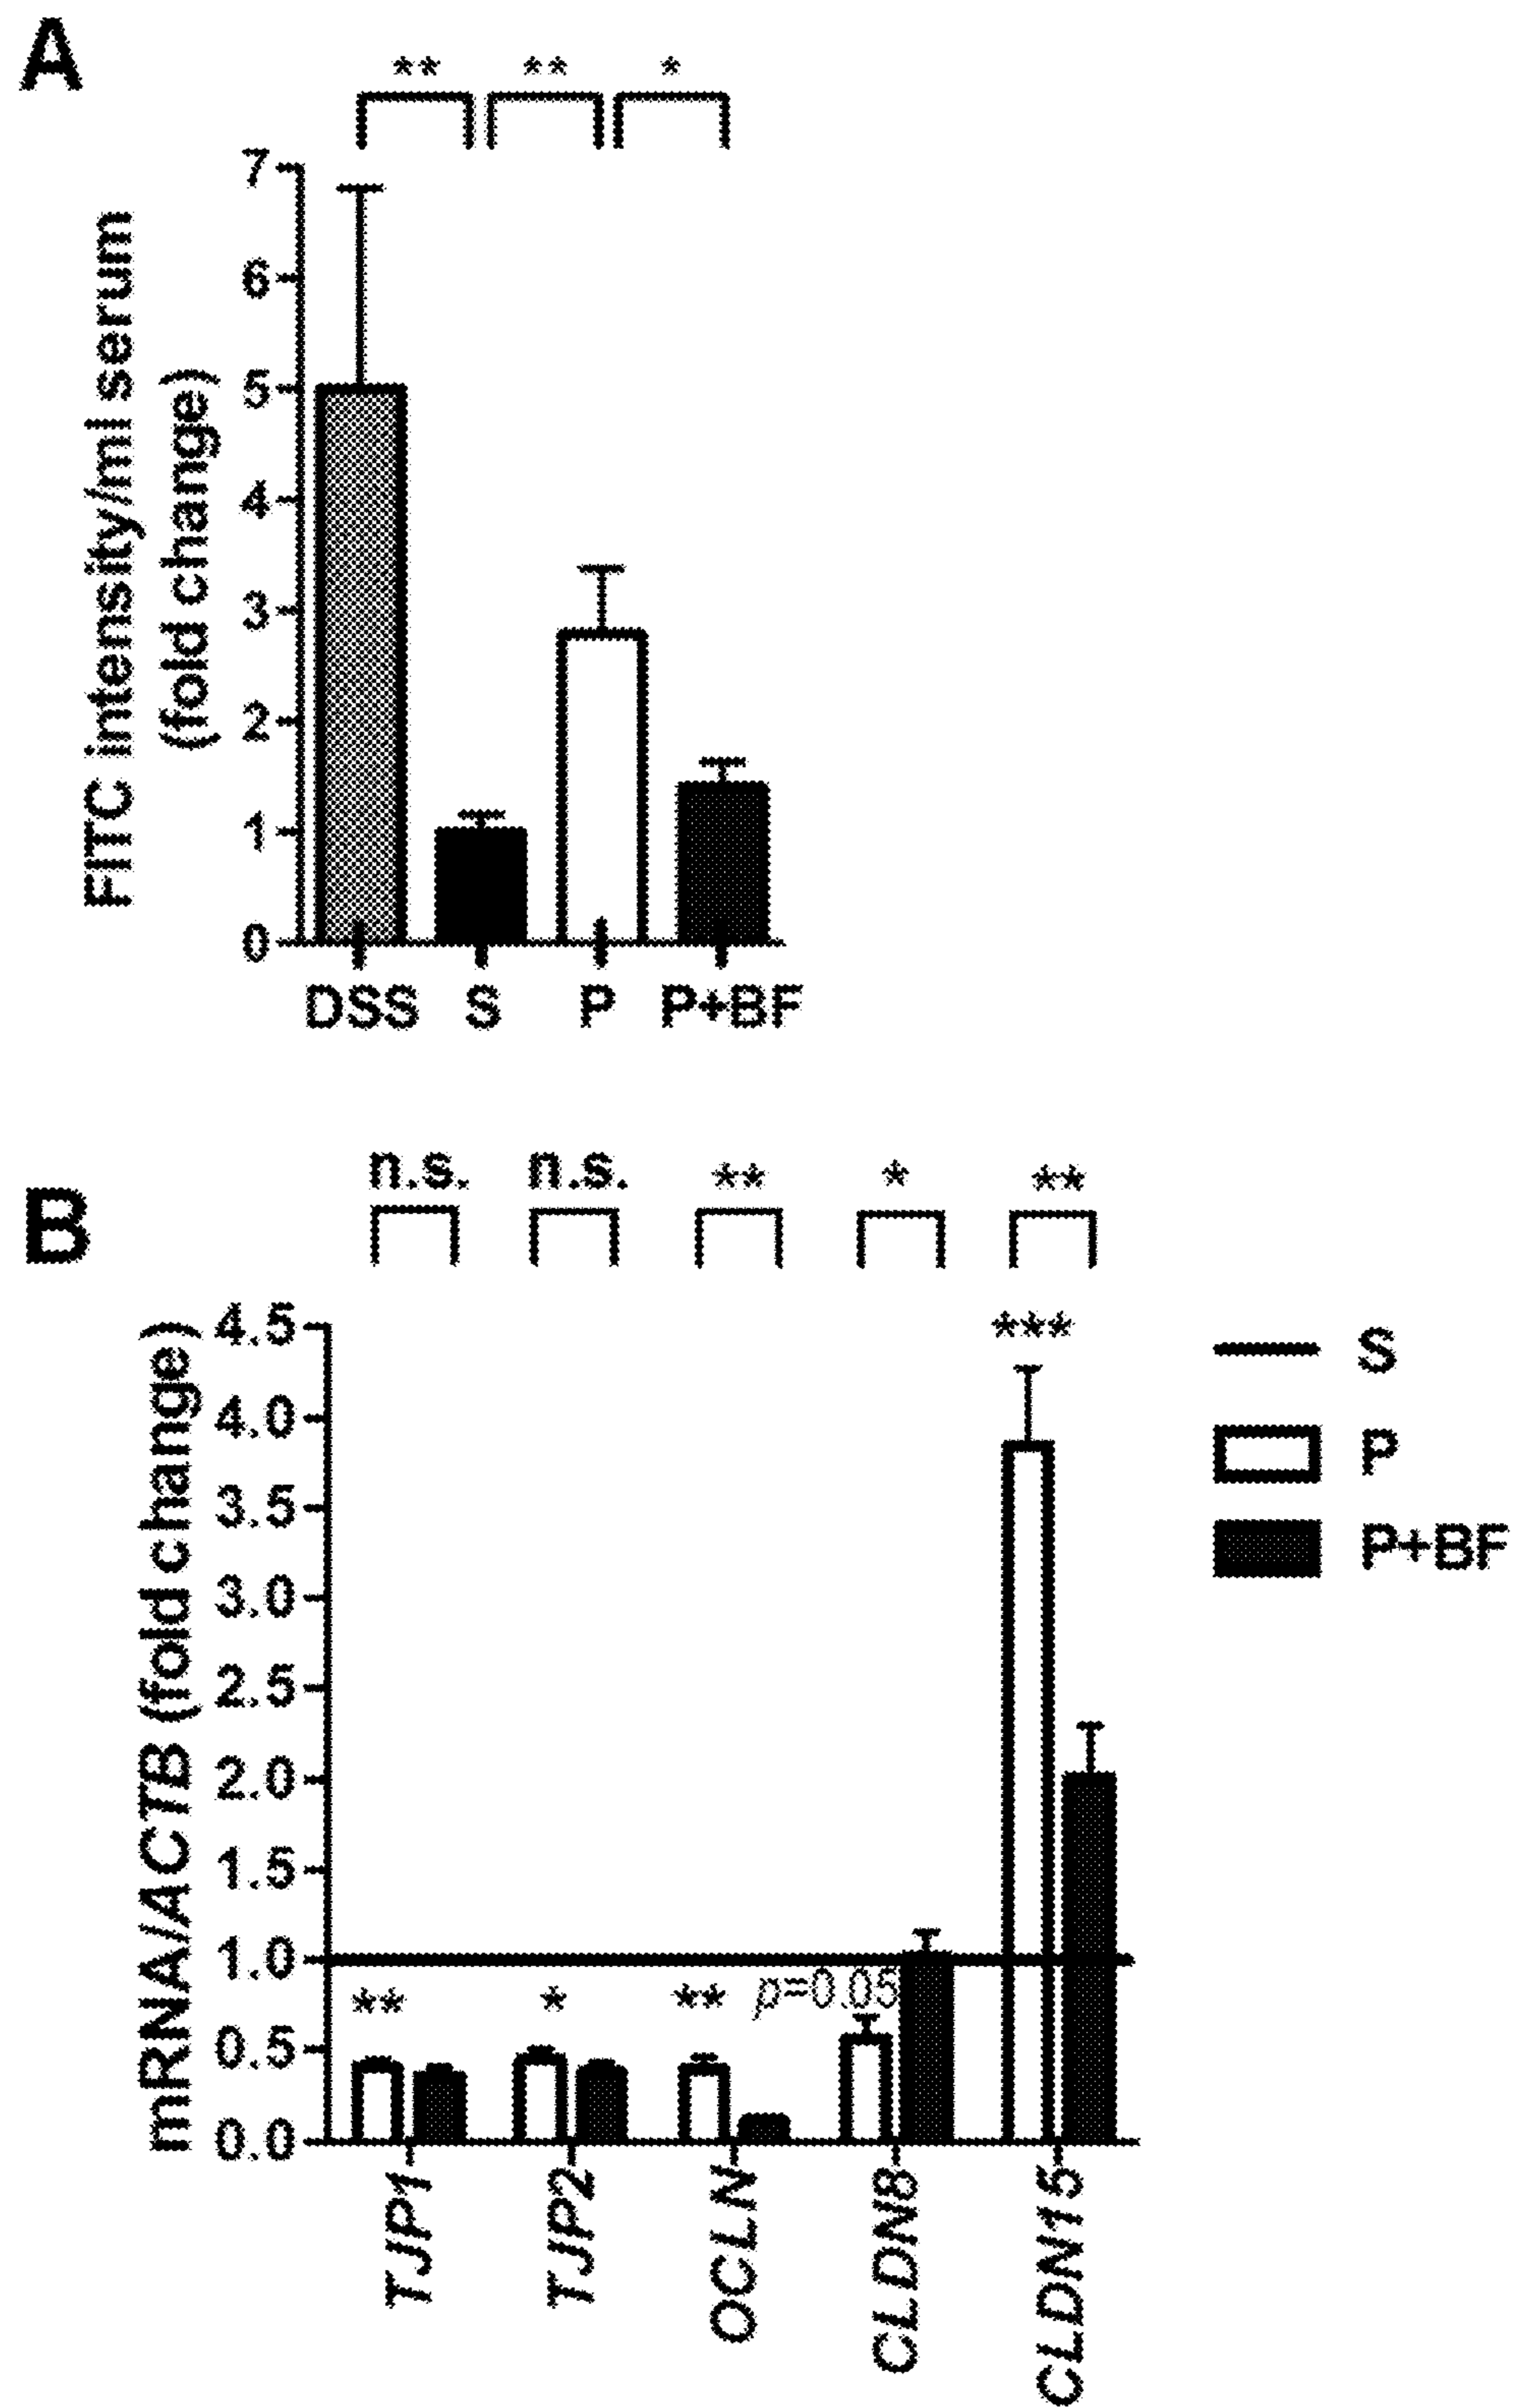 A
** ** *
7
6
5
4
3
2
1
0
FITC intensity/ml serum
(fold change)
DSS S P P+BF
B
n.s. n.s. ** * **
***
4.5
4.0
3.5
3.0
2.5
2.0
1.5
1.0
0.5
0.0
mRNA/ACTB (fold change)
** * ** p=0.05
TJP1 TJP2 OCLN CLDN8 CLDN15
S
P
P+BF